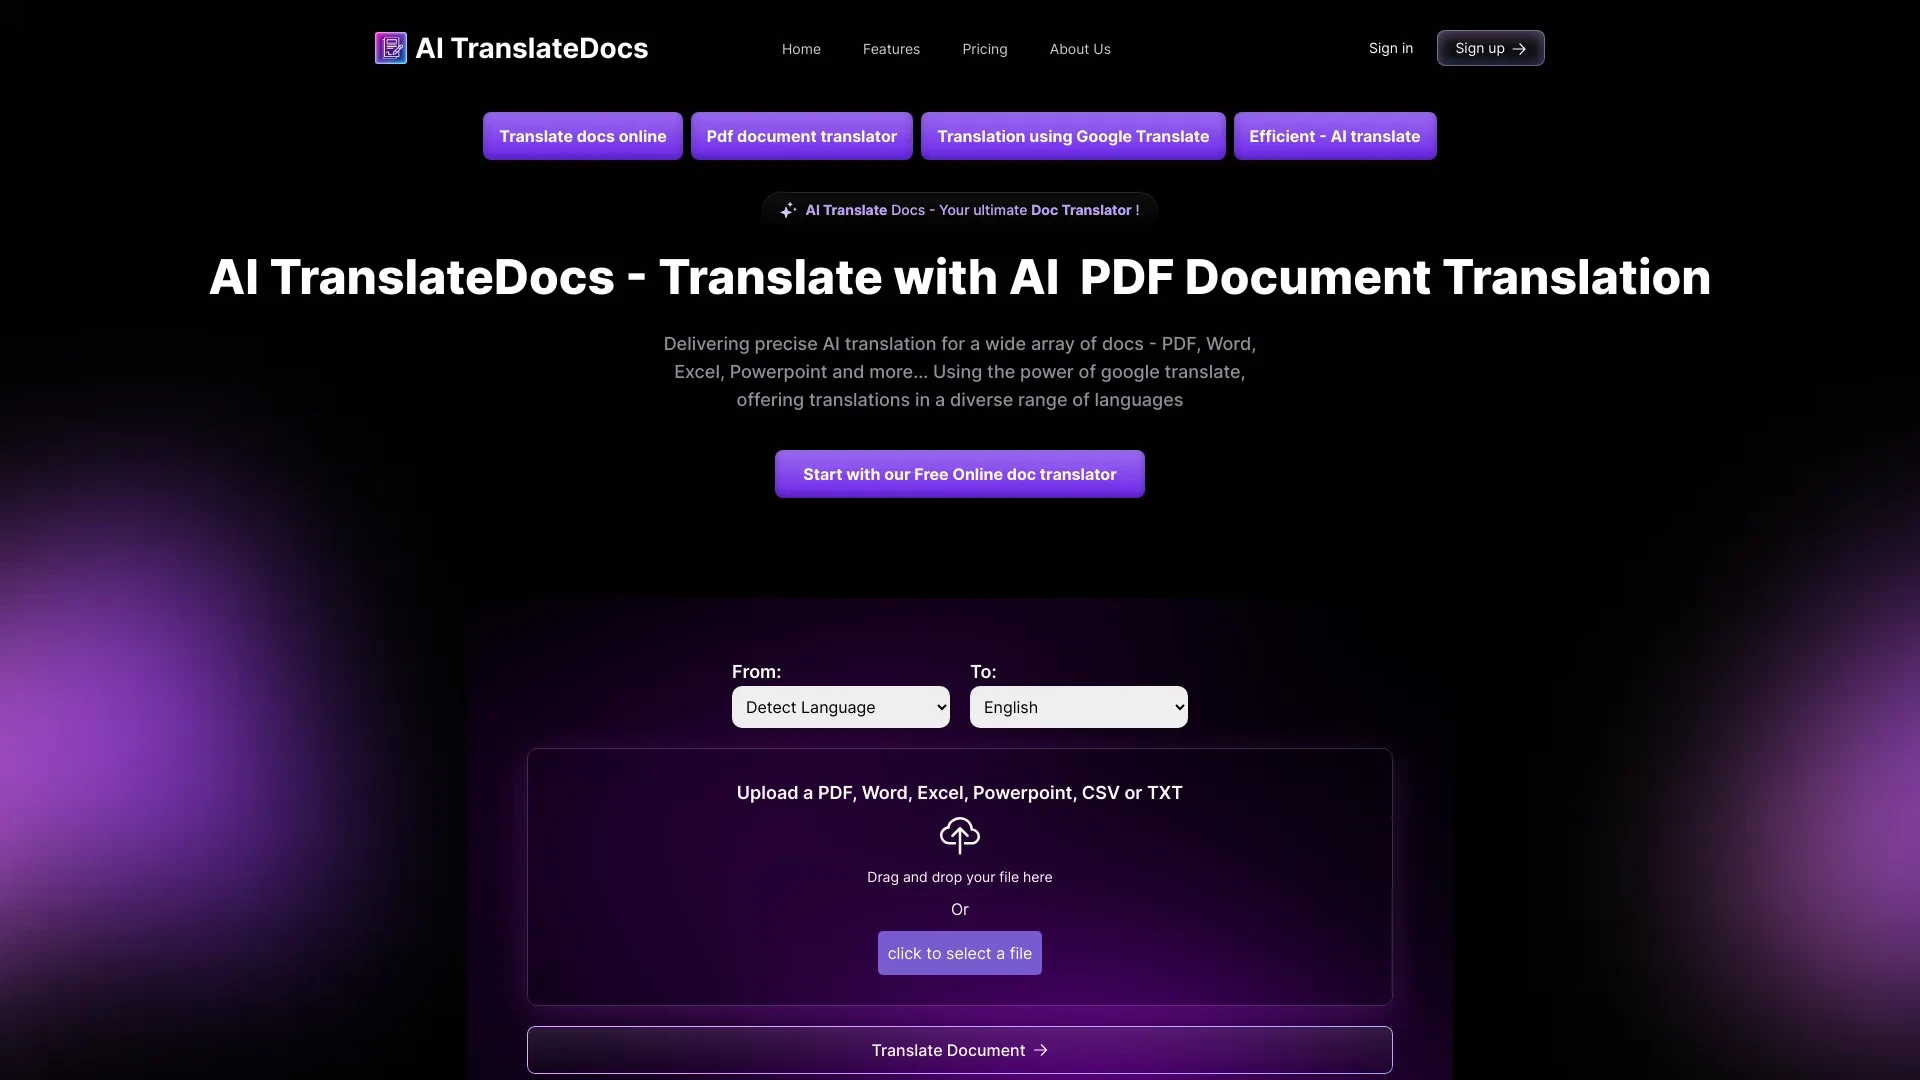 AI TranslateDocs
Home
Features
Pricing
About Us
Sign in
Sign up
Translate docs online
Pdf document translator
Translation using Google Translate
Efficient - AI translate
AI Translate Docs - Your ultimate Doc Translator !
AI TranslateDocs - Translate with AI PDF Document Translation
Delivering precise AI translation for a wide array of docs - PDF, Word,
Excel, Powerpoint and more... Using the power of google translate,
offering translations in a diverse range of languages
Start with our Free Online doc translator
From:
To:
Detect Language
English
Upload a PDF, Word, Excel, Powerpoint, CSV or TXT
Drag and drop your file here
Or
click to select a file
Translate Document